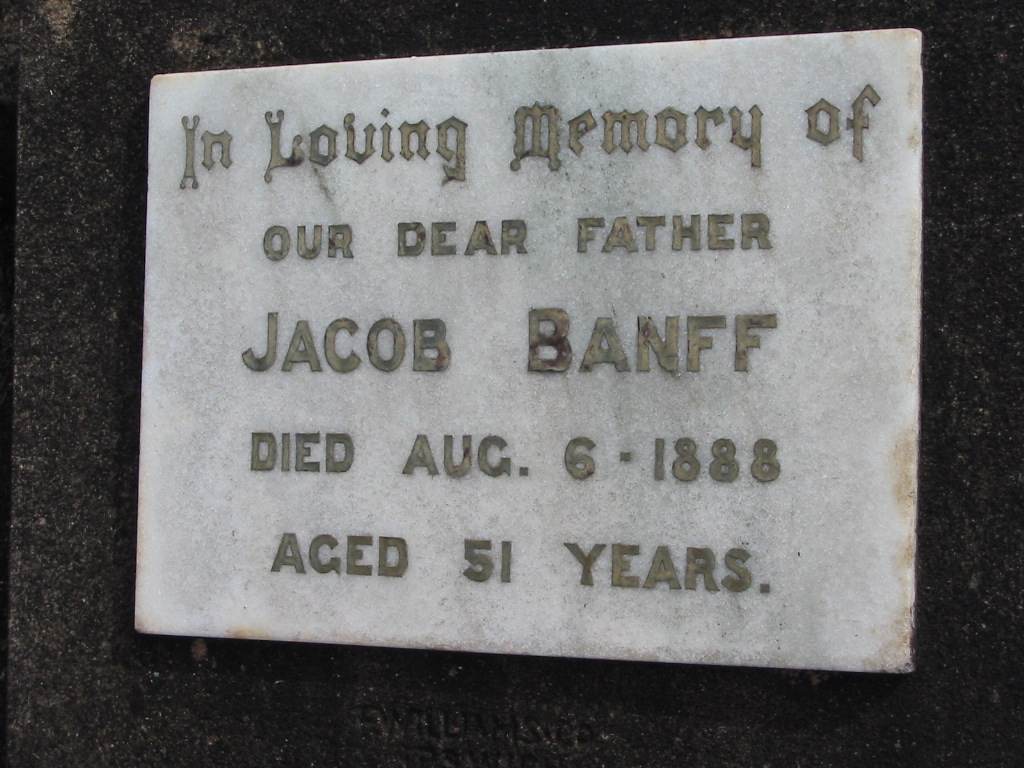 In Loving Memory of
OUR DEAR FATHER
JACOB BANFF
DIED AUG. 6 · 1888
AGED 51 YEARS.